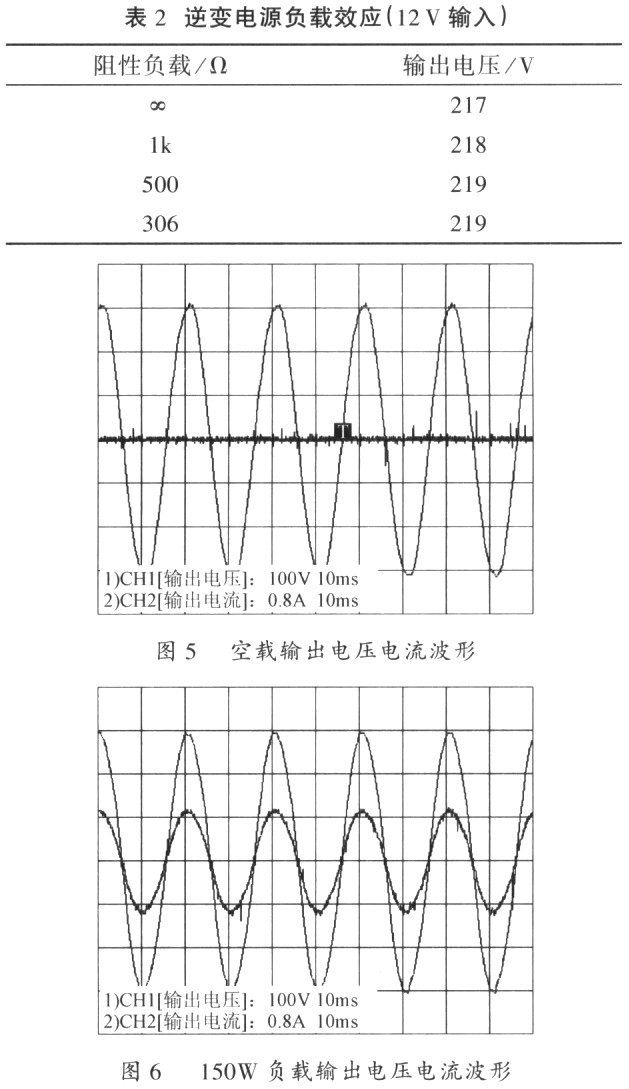 表 2 逆变电源负载效应(12 V 输入)
阻性负载/Ω 输出电压/V
∞ 217
1k 218
500 219
306 219
T
1)CH1[输出电压]: 100V 10ms
2)CH2[输出电流]: 0.8A 10ms
图 5 空载输出电压电流波形
1)CH1[输出电压]: 100V 10ms
2)CH2[输出电流]: 0.8A 10ms
图 6 150W 负载输出电压电流波形